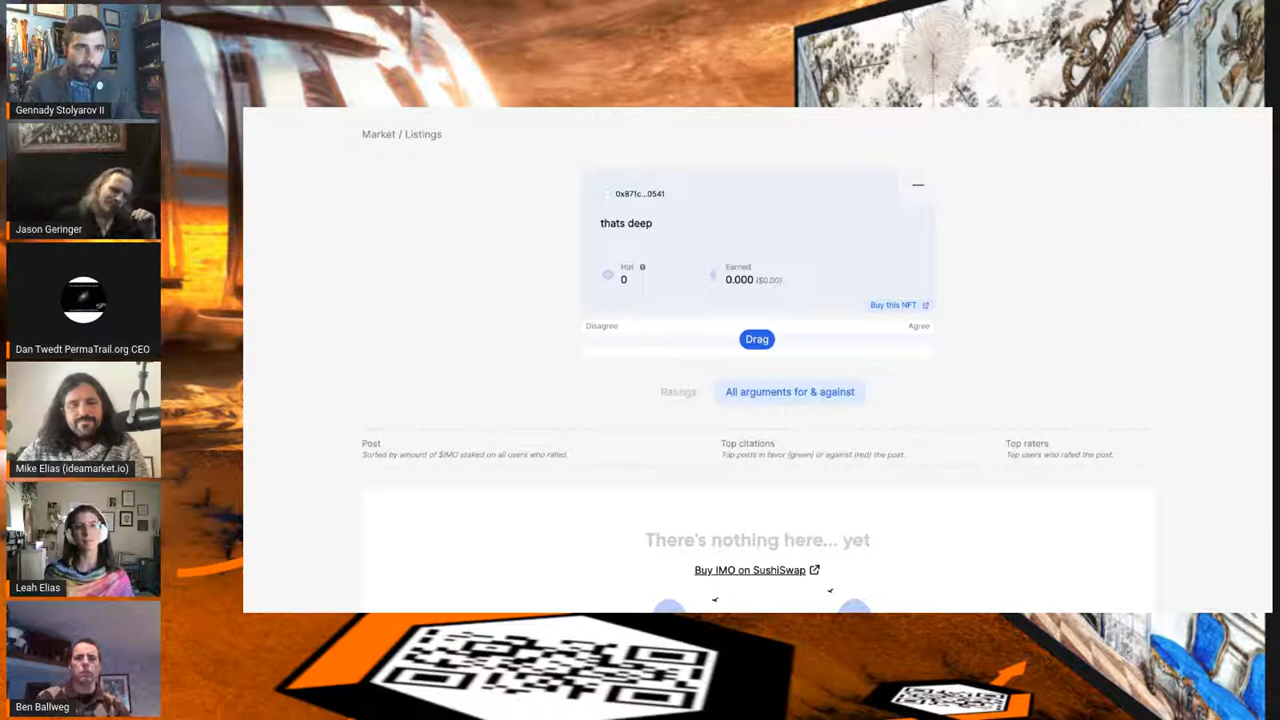 Gennady Stolyarov II
Jason Geringer
Dan Twedt PermaTrail.org CEO
Mike Elias (ideamarket.io)
Leah Elias
Ben Ballweg
Market / Listings
0x871c...0541
thats deep
Hot
0
Earned
0.000 ($0.00)
Buy this NFT
Disagree
Agree
Drag
Ratings
All arguments for & against
Post
Sorted by amount of $IMO staked on all users who rated.
Top citations
Top posts in favor (green) or against (red) the post.
Top raters
Top users who rated the post.
There's nothing here... yet
Buy IMO on SushiSwap